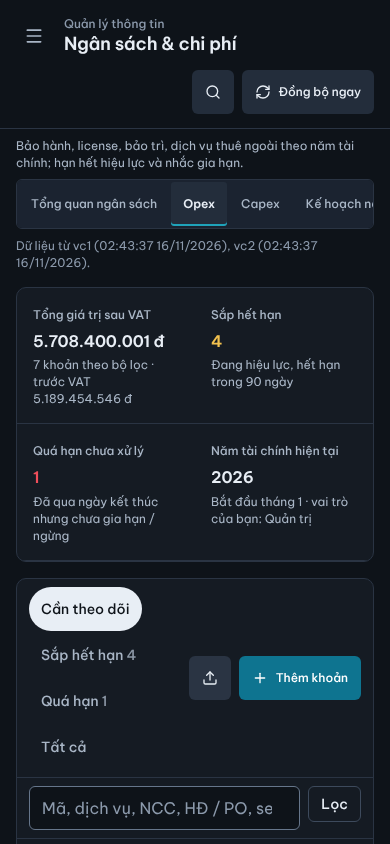 Quản lý thông tin
Ngân sách & chi phí
Đồng bộ ngay
Bảo hành, license, bảo trì, dịch vụ thuê ngoài theo năm tài
chính; hạn hết hiệu lực và nhắc gia hạn.
Tổng quan ngân sách
Opex
Capex
Kế hoạch
Dữ liệu từ vc1 (02:43:37 16/11/2026), vc2 (02:43:37
16/11/2026).
Tổng giá trị sau VAT
5.708.400.001 đ
7 khoản theo bộ lọc ·
trước VAT
5.189.454.546 đ
Sắp hết hạn
4
Đang hiệu lực, hết hạn
trong 90 ngày
Quá hạn chưa xử lý
1
Đã qua ngày kết thúc
nhưng chưa gia hạn /
ngừng
Năm tài chính hiện tại
2026
Bắt đầu tháng 1 · vai trò
của bạn: Quản trị
Cần theo dõi
Sắp hết hạn 4
Quá hạn 1
Tất cả
Thêm khoản
Mã, dịch vụ, NCC, HĐ / PO, se
Lọc